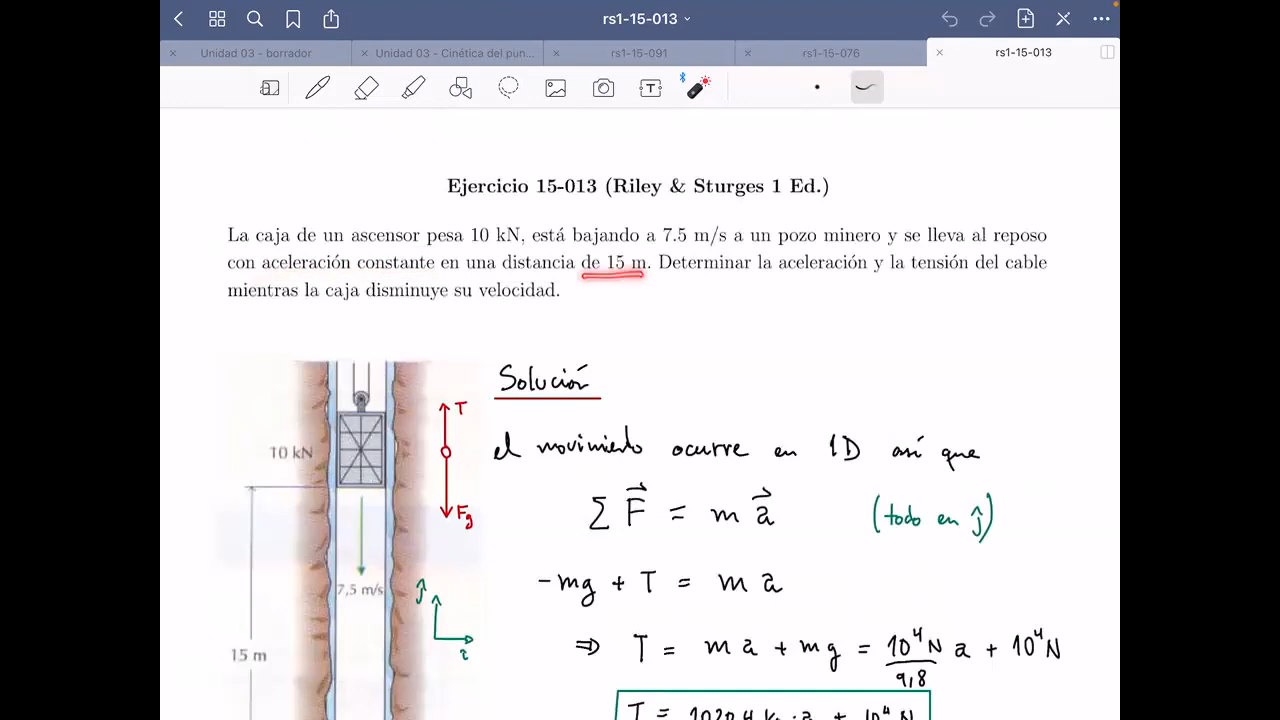 rs1-15-013
Unidad 03 - borrador
Unidad 03 - Cinética del pun...
rs1-15-091
rs1-15-076
rs1-15-013
Ejercicio 15-013 (Riley & Sturges 1 Ed.)
La caja de un ascensor pesa 10 kN, está bajando a 7.5 m/s a un pozo minero y se lleva al reposo
con aceleración constante en una distancia de 15 m. Determinar la aceleración y la tensión del cable
mientras la caja disminuye su velocidad.
Solución
T
10 kN
Fg
el movimiento ocurre en 1D así que
Σ F⃗ = m a⃗
(todo en ĵ)
7,5 m/s
ĵ
î
-mg + T = m a
15 m
⇒ T = m a + mg = 10⁴N/9,8 a + 10⁴N
T = 1020,4 kg·a + 10⁴ N